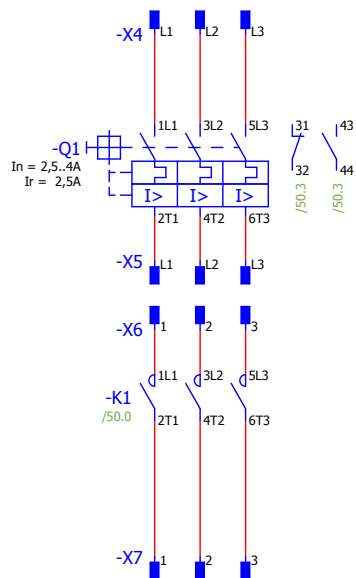 -X4 L1 L2 L3
1L1 3L2 5L3 31 43
-Q1
In = 2,5..4A
Ir = 2,5A
32 44
I> I> I>
/50.3 /50.3
2T1 4T2 6T3
-X5 L1 L2 L3
-X6 1 2 3
1L1 3L2 5L3
-K1
/50.0 2T1 4T2 6T3
-X7 1 2 3